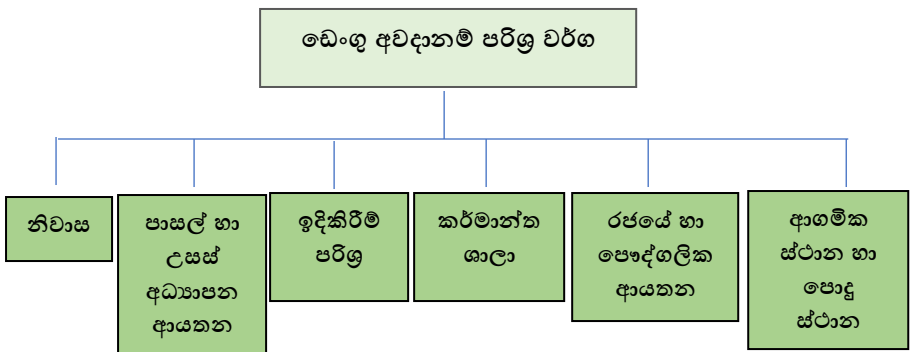 ඩෙංගු අවදානම් පරිශ්‍ර වර්ග
නිවාස
පාසල් හා
උසස්
අධ්‍යාපන
ආයතන
ඉදිකිරීම්
පරිශ්‍ර
කර්මාන්ත
ශාලා
රජයේ හා
පෞද්ගලික
ආයතන
ආගමික
ස්ථාන හා
පොදු
ස්ථාන